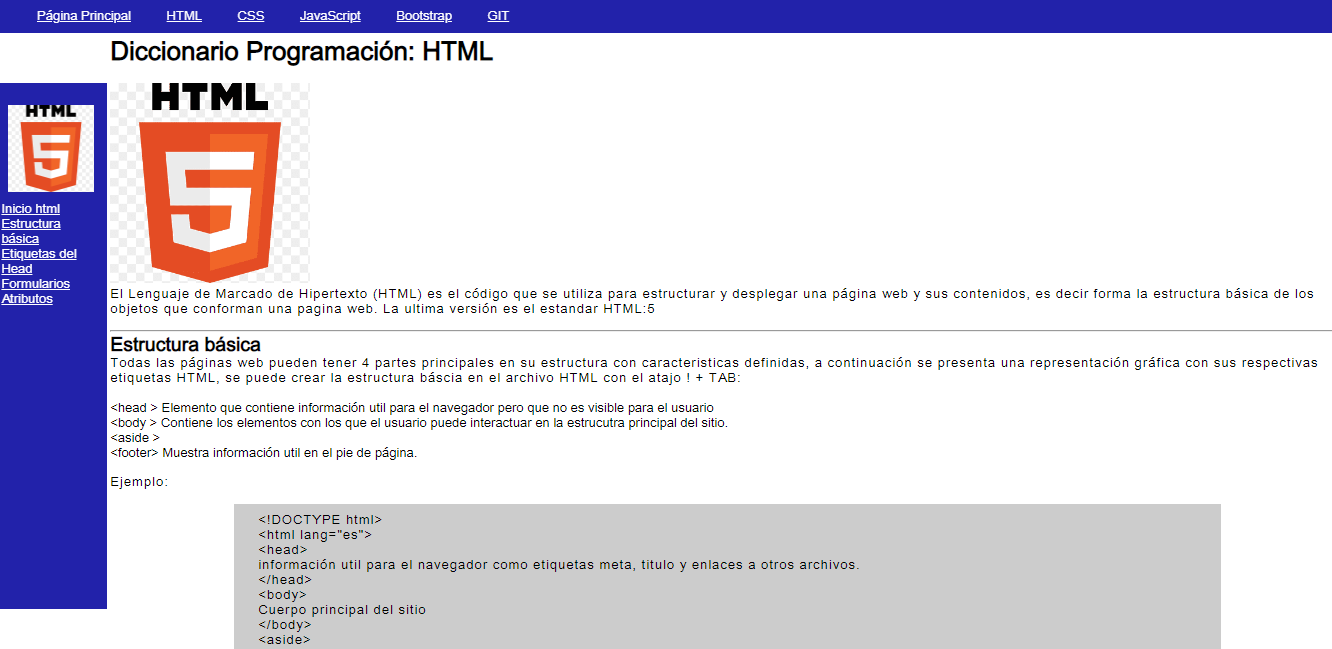 Página Principal HTML CSS JavaScript Bootstrap GIT
Diccionario Programación: HTML
HTML
5
HTML
5
Inicio html
Estructura
básica
Etiquetas del
Head
Formularios
Atributos
El Lenguaje de Marcado de Hipertexto (HTML) es el código que se utiliza para estructurar y desplegar una página web y sus contenidos, es decir forma la estructura básica de los
objetos que conforman una pagina web. La ultima versión es el estandar HTML:5
Estructura básica
Todas las páginas web pueden tener 4 partes principales en su estructura con caracteristicas definidas, a continuación se presenta una representación gráfica con sus respectivas
etiquetas HTML, se puede crear la estructura báscia en el archivo HTML con el atajo ! + TAB:
<head > Elemento que contiene información util para el navegador pero que no es visible para el usuario
<body > Contiene los elementos con los que el usuario puede interactuar en la estrucutra principal del sitio.
<aside >
<footer> Muestra información util en el pie de página.
Ejemplo:
<!DOCTYPE html>
<html lang="es">
<head>
información util para el navegador como etiquetas meta, titulo y enlaces a otros archivos.
</head>
<body>
Cuerpo principal del sitio
</body>
<aside>